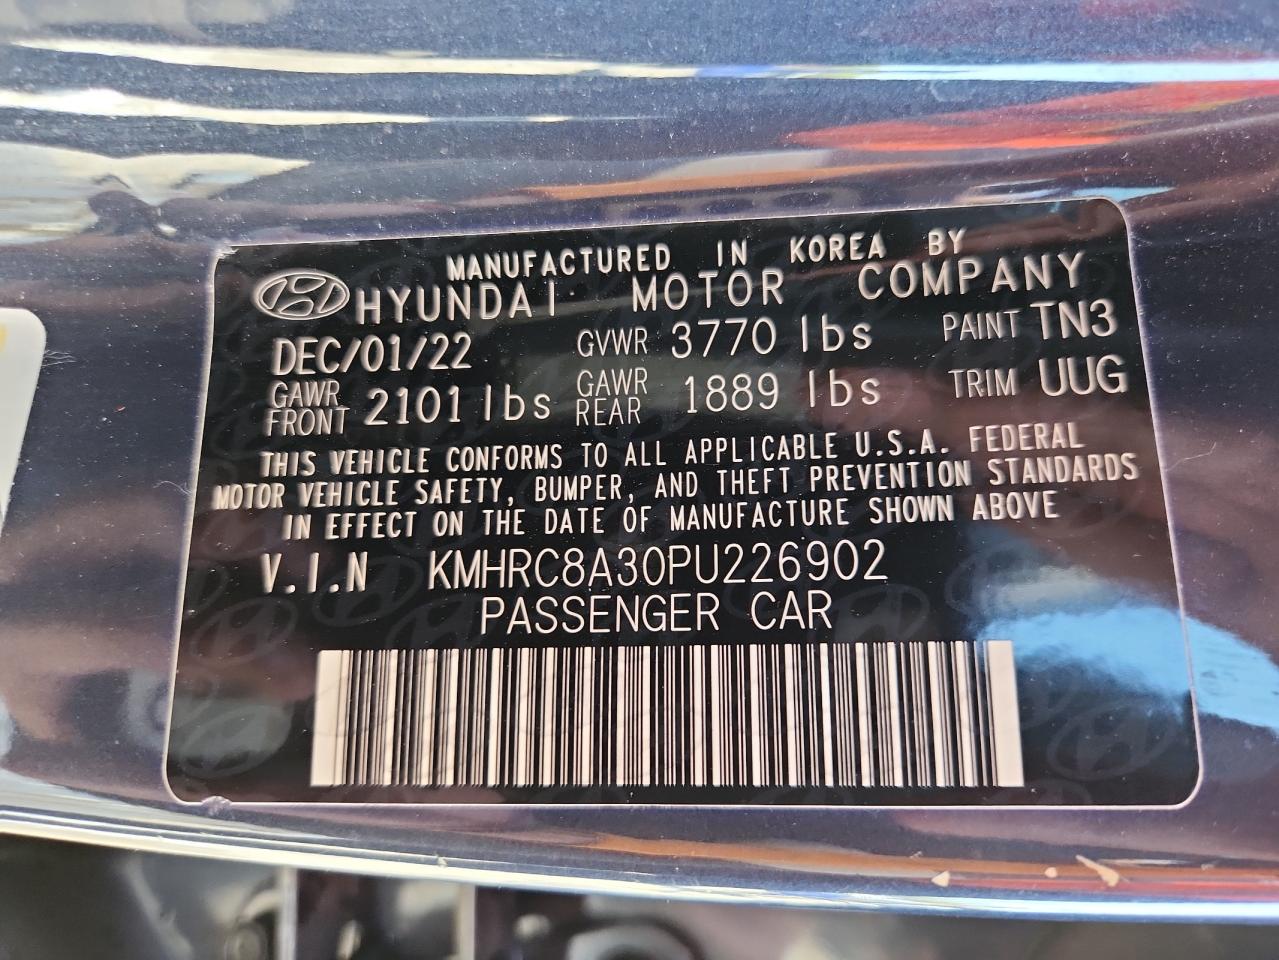 MANUFACTURED IN KOREA BY
HYUNDAI MOTOR COMPANY
DEC/01/22 GVWR 3770 lbs PAINT TN3
GAWR FRONT 2101 lbs GAWR REAR 1889 lbs TRIM UUG
THIS VEHICLE CONFORMS TO ALL APPLICABLE U.S.A. FEDERAL
MOTOR VEHICLE SAFETY, BUMPER, AND THEFT PREVENTION STANDARDS
IN EFFECT ON THE DATE OF MANUFACTURE SHOWN ABOVE
V.I.N KMHRC8A30PU226902
PASSENGER CAR